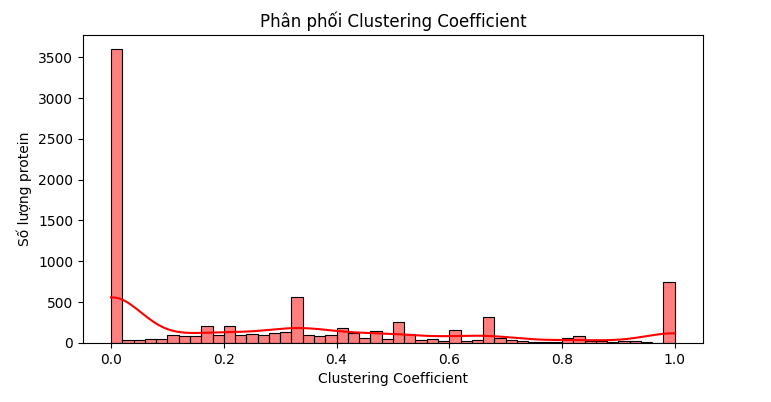 Phân phối Clustering Coefficient
Số lượng protein
3500
3000
2500
2000
1500
1000
500
0
0.0 0.2 0.4 0.6 0.8 1.0
Clustering Coefficient